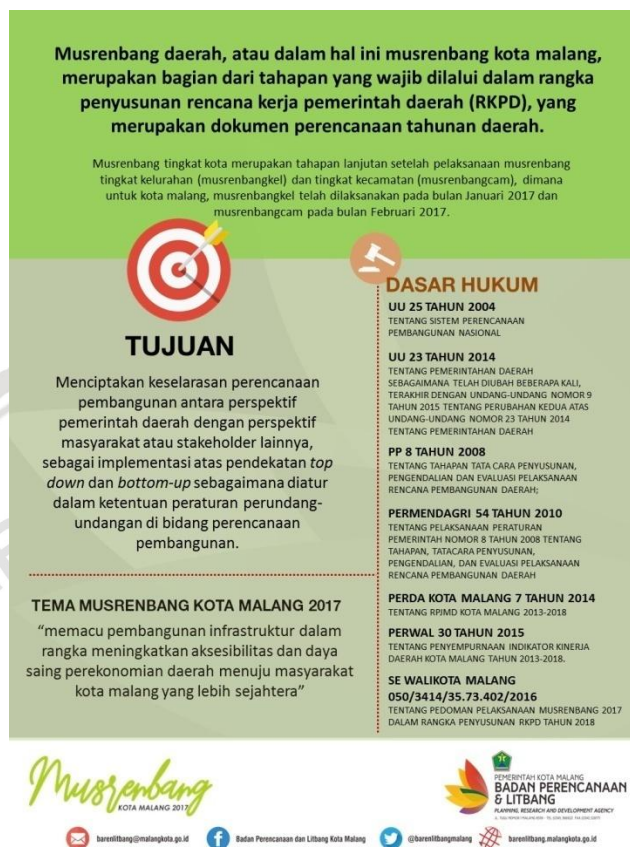 Musrenbang daerah, atau dalam hal ini musrenbang kota malang,
merupakan bagian dari tahapan yang wajib dilalui dalam rangka
penyusunan rencana kerja pemerintah daerah (RKPD), yang
merupakan dokumen perencanaan tahunan daerah.
Musrenbang tingkat kota merupakan tahapan lanjutan setelah pelaksanaan musrenbang
tingkat kelurahan (musrenbangkel) dan tingkat kecamatan (musrenbangcam), dimana
untuk kota malang, musrenbangkel telah dilaksanakan pada bulan Januari 2017 dan
musrenbangcam pada bulan Februari 2017.
TUJUAN
Menciptakan keselarasan perencanaan
pembangunan antara perspektif
pemerintah daerah dengan perspektif
masyarakat atau stakeholder lainnya,
sebagai implementasi atas pendekatan top
down dan bottom-up sebagaimana diatur
dalam ketentuan peraturan perundang-
undangan di bidang perencanaan
pembangunan.
TEMA MUSRENBANG KOTA MALANG 2017
“memacu pembangunan infrastruktur dalam
rangka meningkatkan aksesibilitas dan daya
saing perekonomian daerah menuju masyarakat
kota malang yang lebih sejahtera”
DASAR HUKUM
UU 25 TAHUN 2004
TENTANG SISTEM PERENCANAAN
PEMBANGUNAN NASIONAL
UU 23 TAHUN 2014
TENTANG PEMERINTAHAN DAERAH
SEBAGAIMANA TELAH DIUBAH BEBERAPA KALI,
TERAKHIR DENGAN UNDANG-UNDANG NOMOR 9
TAHUN 2015 TENTANG PERUBAHAN KEDUA ATAS
UNDANG-UNDANG NOMOR 23 TAHUN 2014
TENTANG PEMERINTAHAN DAERAH
PP 8 TAHUN 2008
TENTANG TAHAPAN TATA CARA PENYUSUNAN,
PENGENDALIAN DAN EVALUASI PELAKSANAAN
RENCANA PEMBANGUNAN DAERAH;
PERMENDAGRI 54 TAHUN 2010
TENTANG PELAKSANAAN PERATURAN
PEMERINTAH NOMOR 8 TAHUN 2008 TENTANG
TAHAPAN, TATACARA PENYUSUNAN,
PENGENDALIAN, DAN EVALUASI PELAKSANAAN
RENCANA PEMBANGUNAN DAERAH
PERDA KOTA MALANG 7 TAHUN 2014
TENTANG RPJMD KOTA MALANG 2013-2018
PERWAL 30 TAHUN 2015
TENTANG PENYEMPURNAAN INDIKATOR KINERJA
DAERAH KOTA MALANG TAHUN 2013-2018.
SE WALIKOTA MALANG
050/3414/35.73.402/2016
TENTANG PEDOMAN PELAKSANAAN MUSRENBANG 2017
DALAM RANGKA PENYUSUNAN RKPD TAHUN 2018
Musrenbang
KOTA MALANG 2017
PEMERINTAH KOTA MALANG
BADAN PERENCANAAN
& LITBANG
PLANNING, RESEARCH AND DEVELOPMENT AGENCY
barenlitbang@malangkota.go.id
Badan Perencanaan dan Litbang Kota Malang
@barenlitbangmalang
barenlitbang.malangkota.go.id